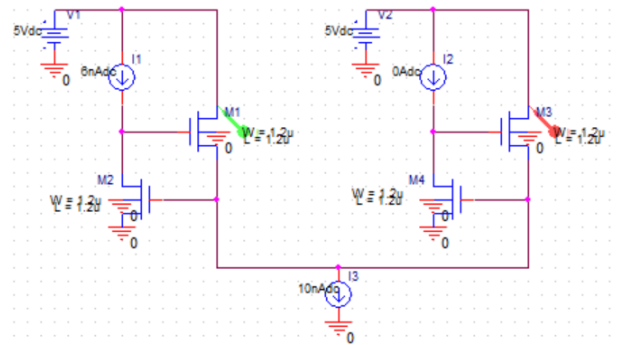 V1
5Vdc
0
I1
6nAdc
M1
W = 1.2u
L = 1.2u
0
M2
W = 1.2u
L = 1.2u
0
0
V2
5Vdc
0
I2
0Adc
M3
W = 1.2u
L = 1.2u
0
M4
W = 1.2u
L = 1.2u
0
0
I3
10nAdc
0